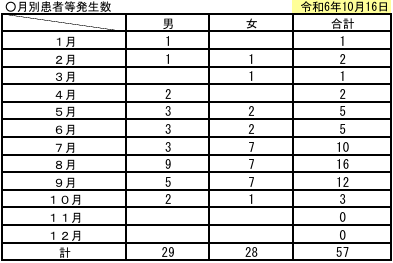 〇月別患者等発生数 令和6年10月16日
男 女 合計
１月 1 1
２月 1 1 2
３月 1 1
４月 2 2
５月 3 2 5
６月 3 2 5
７月 3 7 10
８月 9 7 16
９月 5 7 12
１０月 2 1 3
１１月 0
１２月 0
計 29 28 57